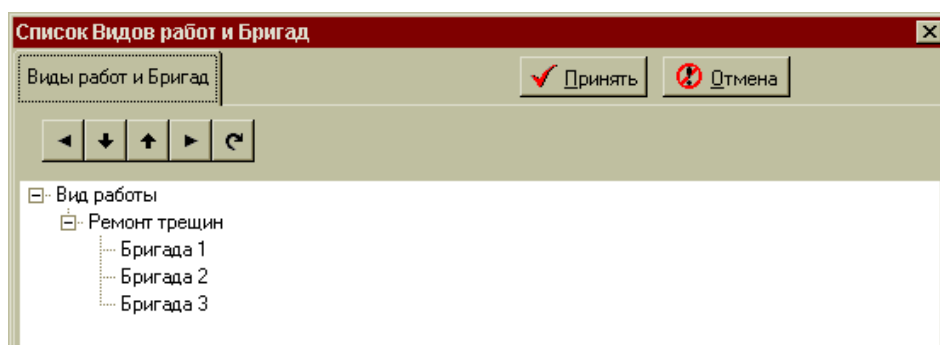 Список Видов работ и Бригад
Виды работ и Бригад
Принять
Отмена
Вид работы
Ремонт трещин
Бригада 1
Бригада 2
Бригада 3